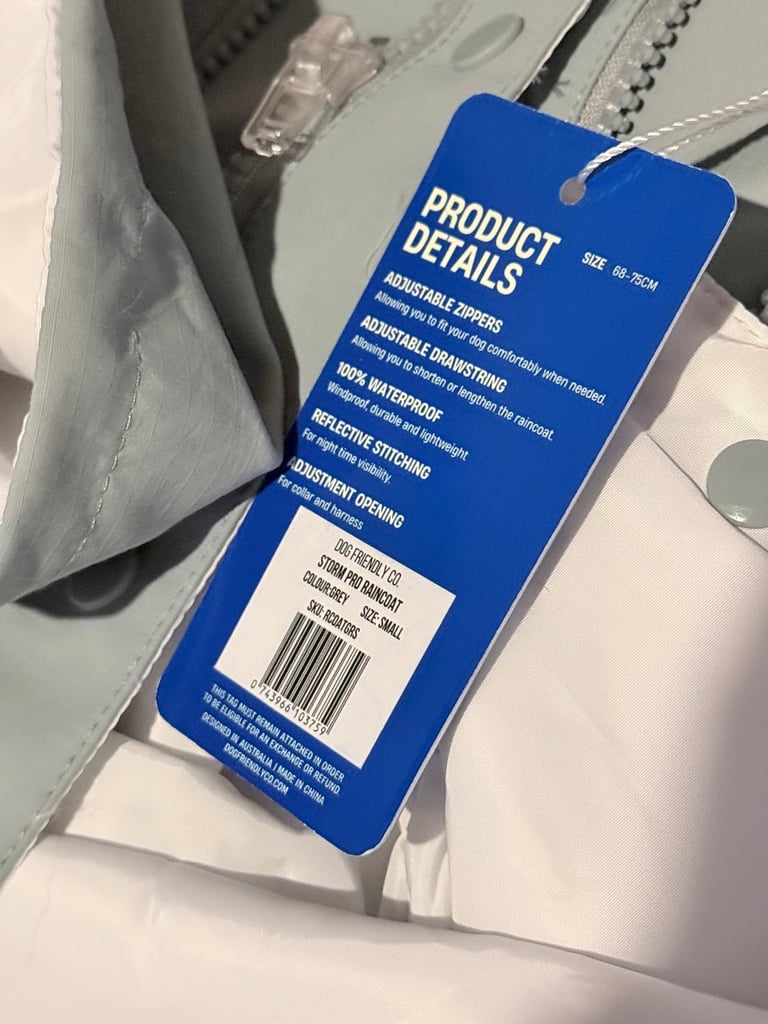 PRODUCT
DETAILS
SIZE 68-75CM
ADJUSTABLE ZIPPERS
Allowing you to fit your dog comfortably when needed.
ADJUSTABLE DRAWSTRING
Allowing you to shorten or lengthen the raincoat.
100% WATERPROOF
Windproof, durable and lightweight
REFLECTIVE STITCHING
For night time visibility.
ADJUSTMENT OPENING
For collar and harness
DOG FRIENDLY CO.
STORM PRO RAINCOAT
COLOUR:GREY SIZE: SMALL
SKU: RCOATGRS
0 743966 103759
THIS TAG MUST REMAIN ATTACHED IN ORDER
TO BE ELIGIBLE FOR AN EXCHANGE OR REFUND.
DESIGNED IN AUSTRALIA | MADE IN CHINA
DOGFRIENDLYCO.COM